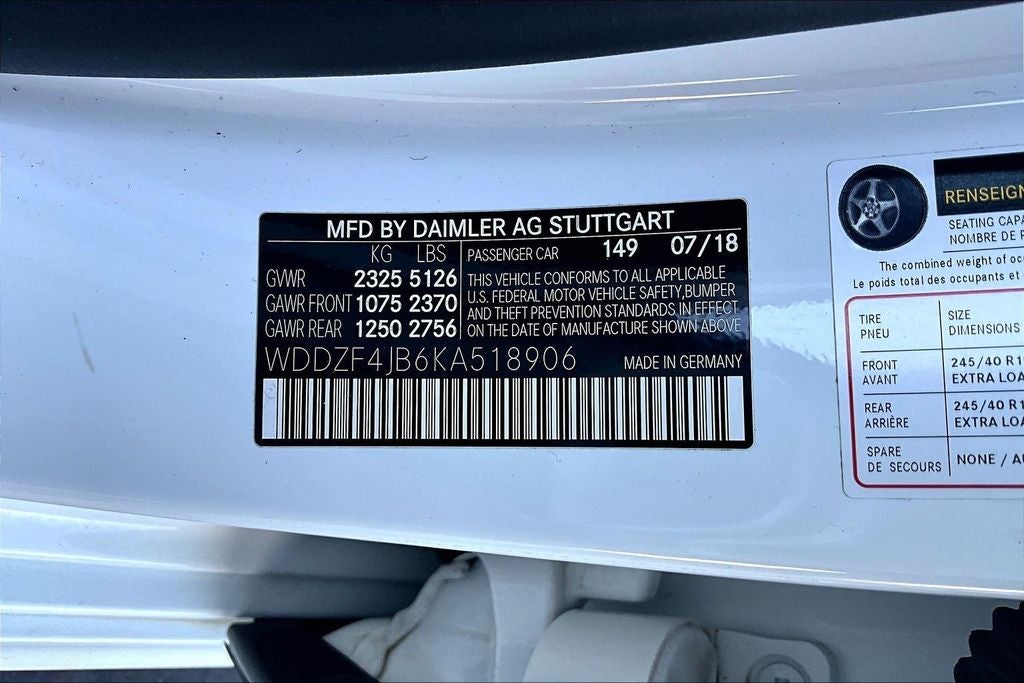 MFD BY DAIMLER AG STUTTGART
KG LBS
GVWR 2325 5126
GAWR FRONT 1075 2370
GAWR REAR 1250 2756
PASSENGER CAR 149 07/18
THIS VEHICLE CONFORMS TO ALL APPLICABLE
U.S. FEDERAL MOTOR VEHICLE SAFETY,BUMPER
AND THEFT PREVENTION STANDARDS IN EFFECT
ON THE DATE OF MANUFACTURE SHOWN ABOVE
WDDZF4JB6KA518906 MADE IN GERMANY
RENSEIGN
SEATING CAPA
NOMBRE DE P
The combined weight of occ
Le poids total des occupants et
TIRE SIZE
PNEU DIMENSIONS
FRONT 245/40 R1
AVANT EXTRA LOA
REAR 245/40 R1
ARRIÈRE EXTRA LOA
SPARE NONE / A
DE SECOURS